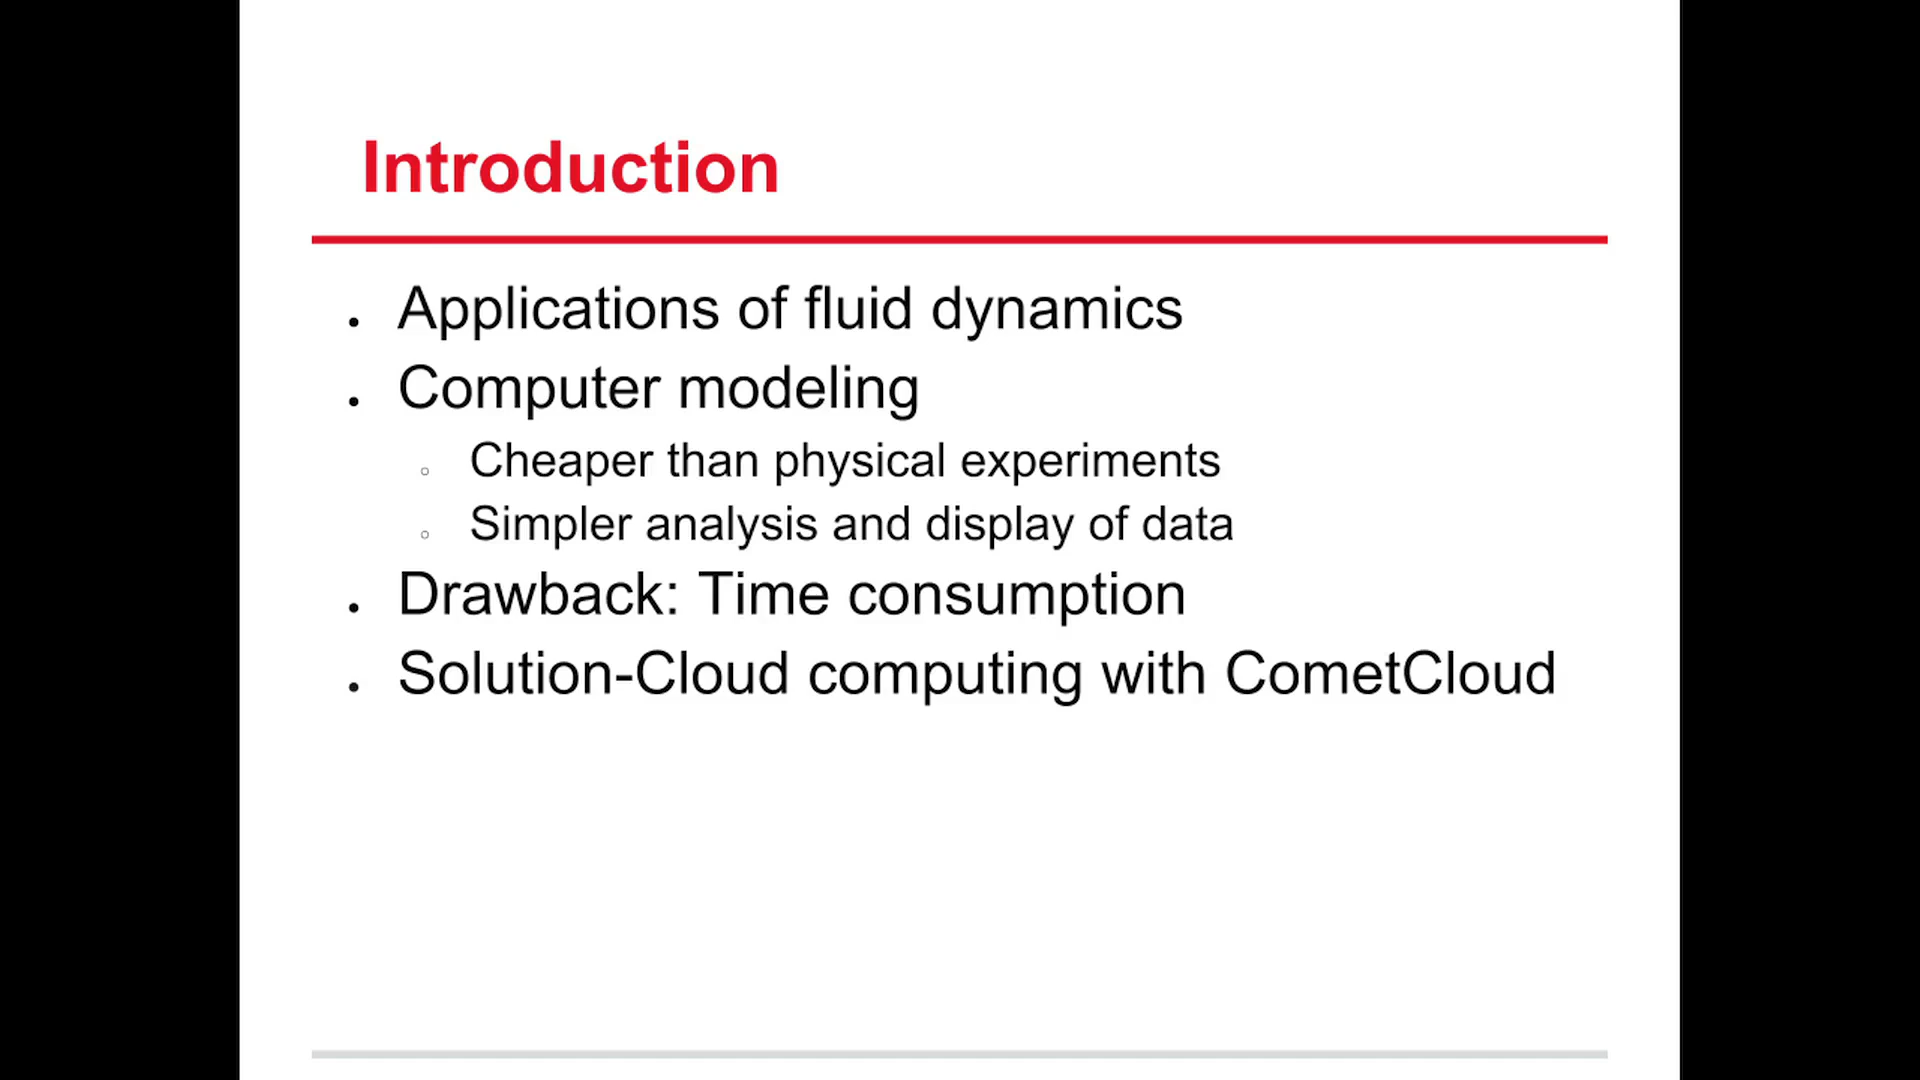 Introduction
• Applications of fluid dynamics
• Computer modeling
○ Cheaper than physical experiments
○ Simpler analysis and display of data
• Drawback: Time consumption
• Solution-Cloud computing with CometCloud